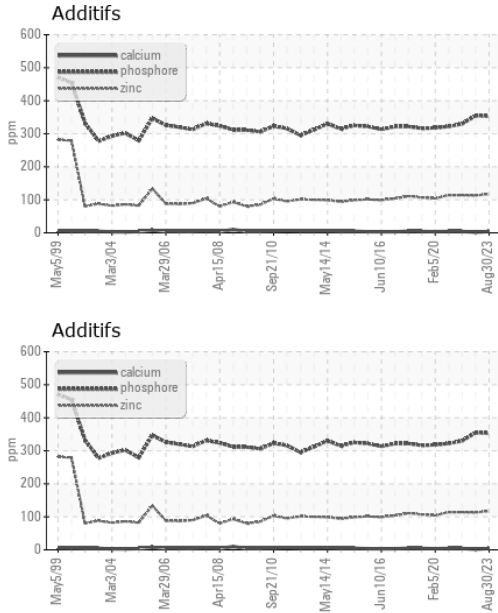 Additifs
600
500
400
300
200
100
0
ppm
calcium
phosphore
zinc
May5/99
Mar3/04
Mar29/06
Apr15/08
Sep21/10
May14/14
Jun10/16
Feb5/20
Aug30/23
Additifs
600
500
400
300
200
100
0
ppm
calcium
phosphore
zinc
May5/99
Mar3/04
Mar29/06
Apr15/08
Sep21/10
May14/14
Jun10/16
Feb5/20
Aug30/23